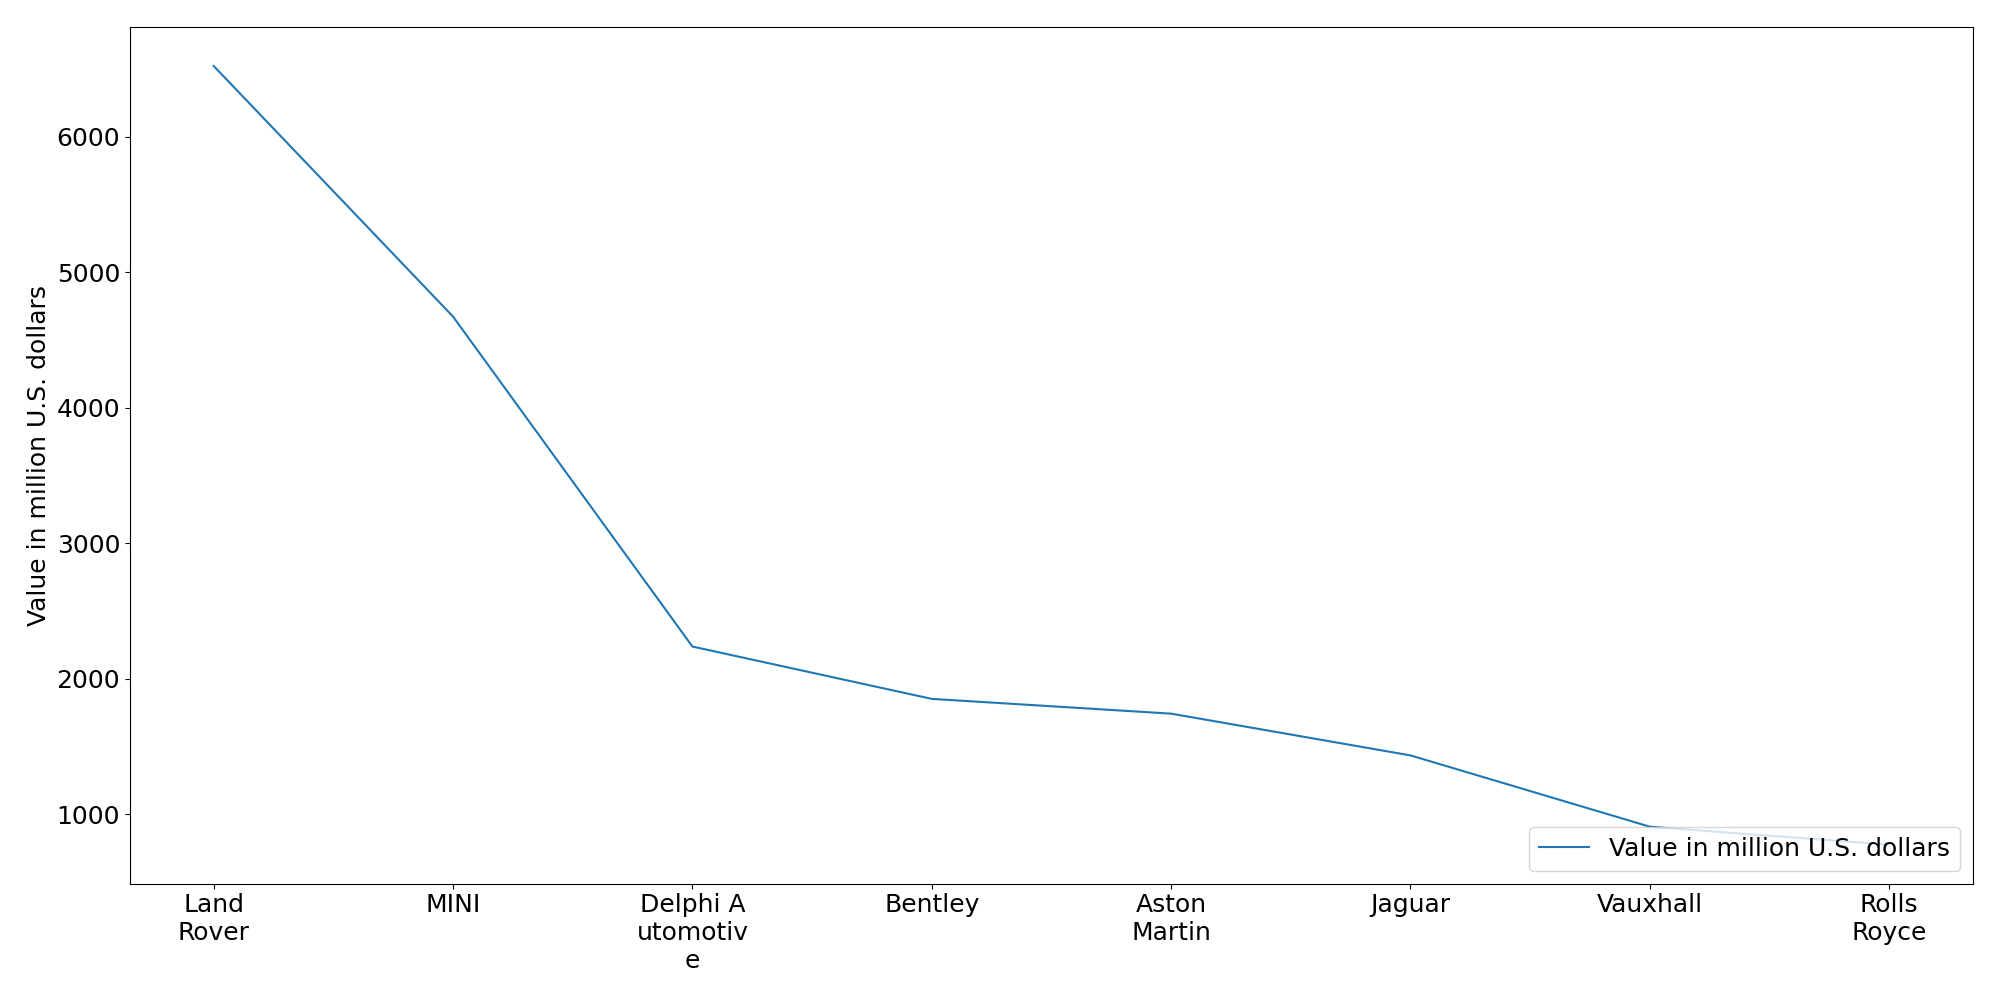 Value in million U.S. dollars
6000
5000
4000
3000
2000
1000
Value in million U.S. dollars
Land
Rover
MINI
Delphi A
utomotiv
e
Bentley
Aston
Martin
Jaguar
Vauxhall
Rolls
Royce